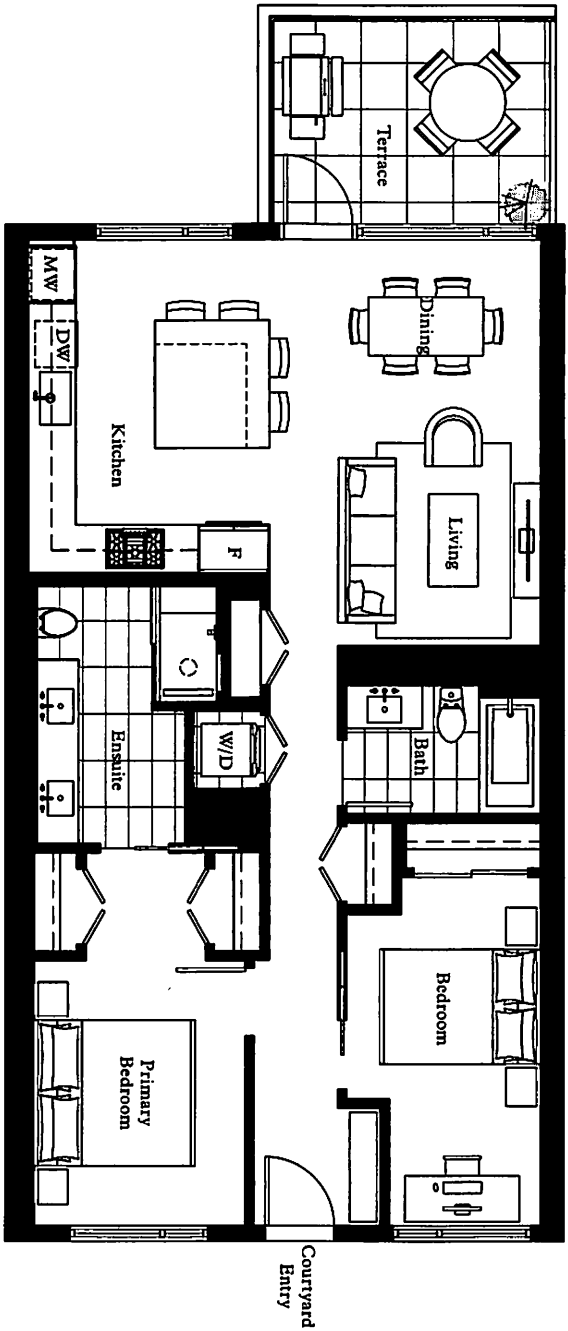 Terrace
MW
DW
Dining
Kitchen
Living
F
W/D
Ensuite
Bath
Bedroom
Primary
Bedroom
Courtyard
Entry